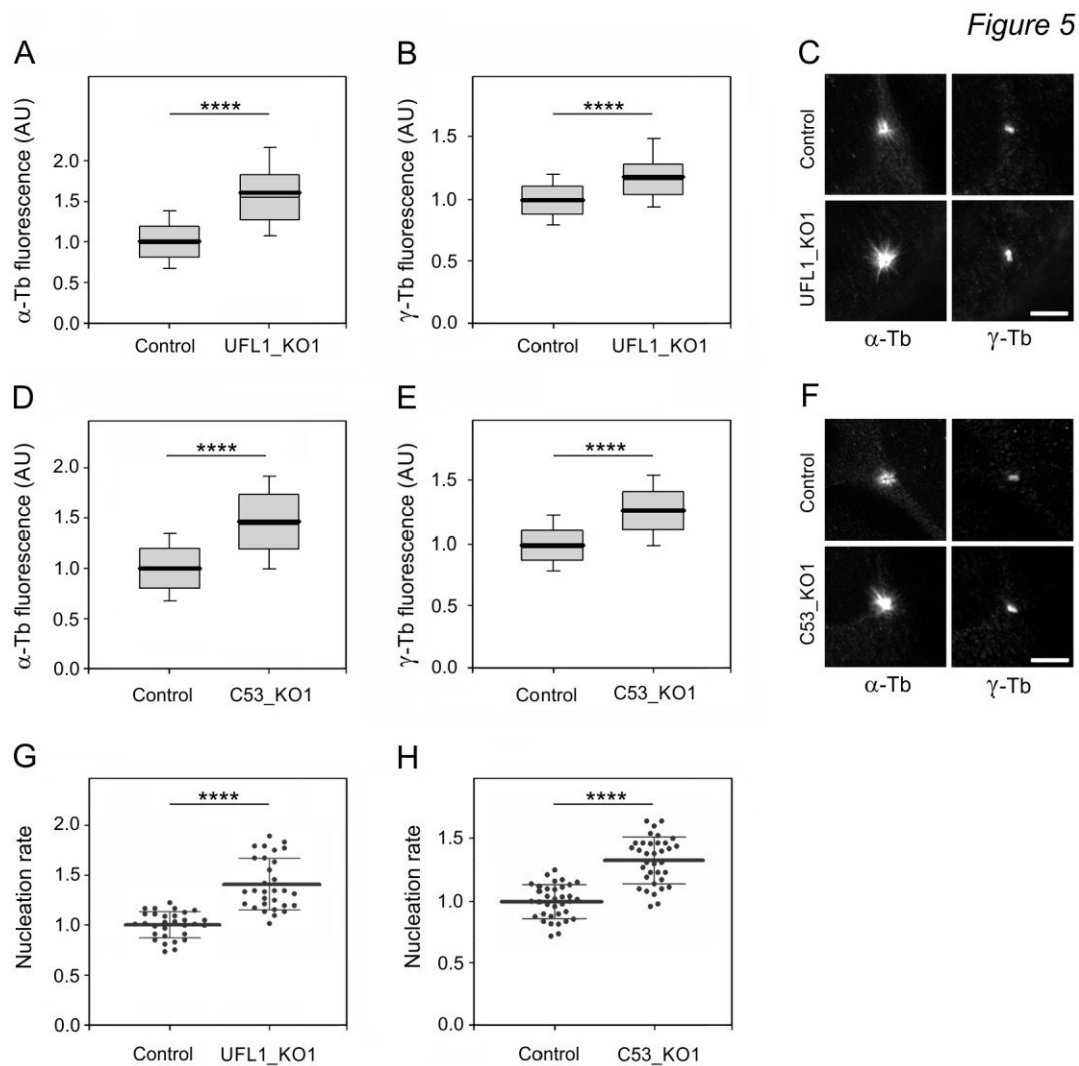 Figure 5
A
α-Tb fluorescence (AU)
2.0
1.5
1.0
0.5
0.0
****
Control UFL1_KO1
B
γ-Tb fluorescence (AU)
1.5
1.0
0.5
0.0
****
Control UFL1_KO1
C
Control
UFL1_KO1
α-Tb γ-Tb
D
α-Tb fluorescence (AU)
2.0
1.5
1.0
0.5
0.0
****
Control C53_KO1
E
γ-Tb fluorescence (AU)
1.5
1.0
0.5
0.0
****
Control C53_KO1
F
Control
C53_KO1
α-Tb γ-Tb
G
Nucleation rate
2.0
1.5
1.0
0.5
0.0
****
Control UFL1_KO1
H
Nucleation rate
1.5
1.0
0.5
0.0
****
Control C53_KO1